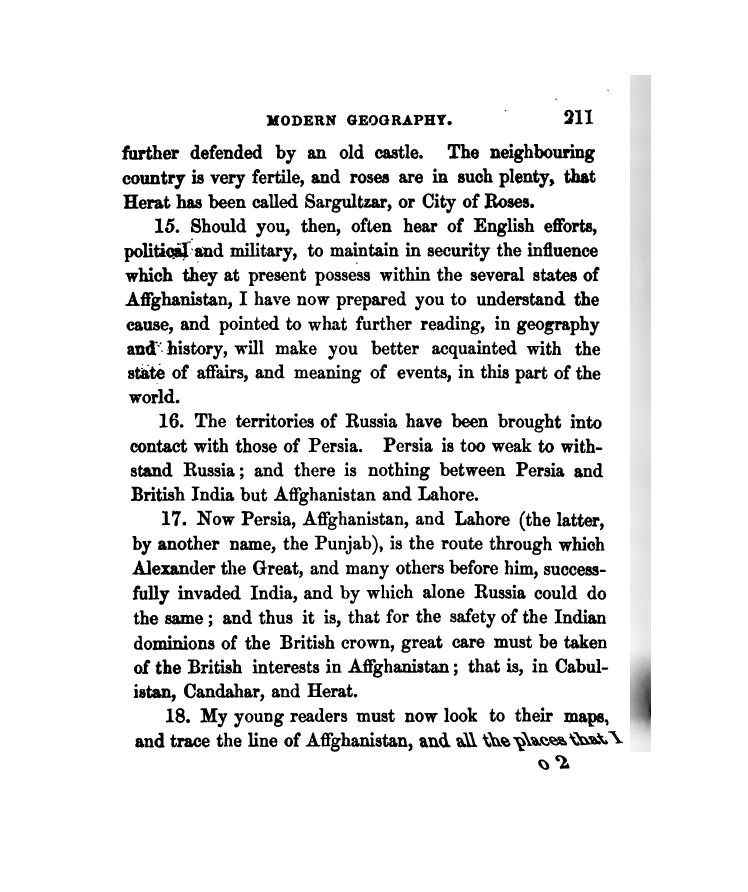 MODERN GEOGRAPHY. 211
further defended by an old castle. The neighbouring
country is very fertile, and roses are in such plenty, that
Herat has been called Sargultzar, or City of Roses.
15. Should you, then, often hear of English efforts,
political and military, to maintain in security the influence
which they at present possess within the several states of
Affghanistan, I have now prepared you to understand the
cause, and pointed to what further reading, in geography
and history, will make you better acquainted with the
state of affairs, and meaning of events, in this part of the
world.
16. The territories of Russia have been brought into
contact with those of Persia. Persia is too weak to with-
stand Russia; and there is nothing between Persia and
British India but Affghanistan and Lahore.
17. Now Persia, Affghanistan, and Lahore (the latter,
by another name, the Punjab), is the route through which
Alexander the Great, and many others before him, success-
fully invaded India, and by which alone Russia could do
the same; and thus it is, that for the safety of the Indian
dominions of the British crown, great care must be taken
of the British interests in Affghanistan; that is, in Cabul-
istan, Candahar, and Herat.
18. My young readers must now look to their maps,
and trace the line of Affghanistan, and all the places that I
o 2